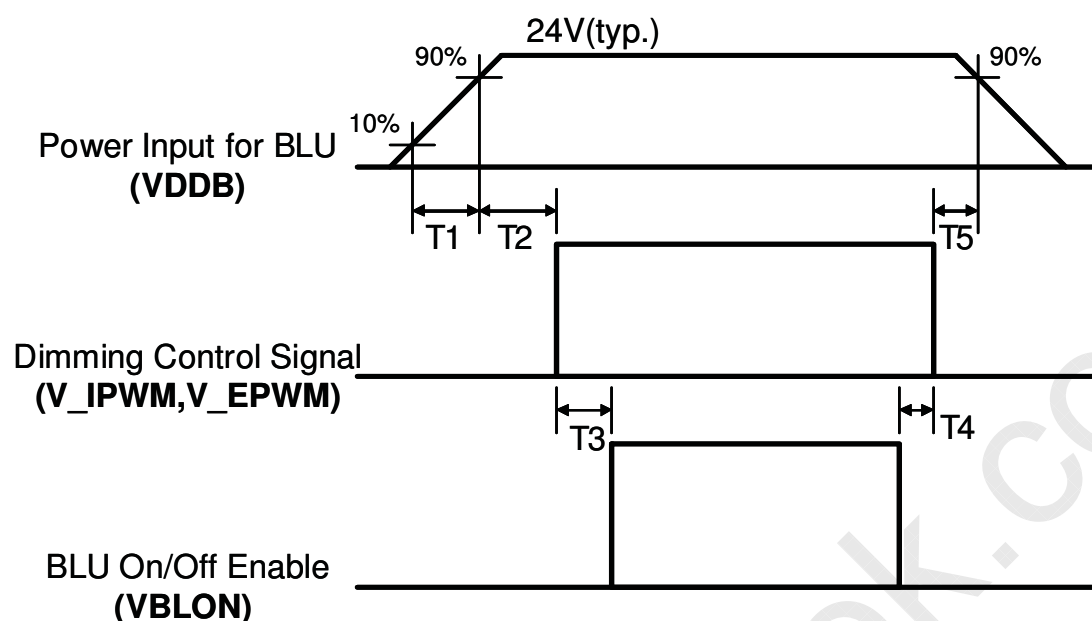 24V(typ.)
90%
90%
10%
Power Input for BLU
(VDDB)
T1
T2
T5
Dimming Control Signal
(V_IPWM,V_EPWM)
T3
T4
BLU On/Off Enable
(VBLON)